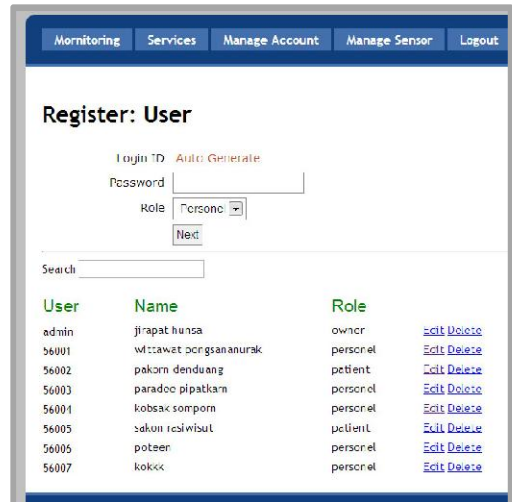 Mornitoring Services Manage Account Manage Sensor Logout
Register: User
Login ID Auto Generate
Password
Role Personel
Next
Search
User Name Role
admin jirapat hunsa owner Edit Delete
56001 wittawat pongsananurak personel Edit Delete
56002 pakorn denduang patient Edit Delete
56003 paradee pipatkarn personel Edit Delete
56004 kobsak somporn personel Edit Delete
56005 sakon rasiwisut patient Edit Delete
56006 poteen personel Edit Delete
56007 kokkk personel Edit Delete